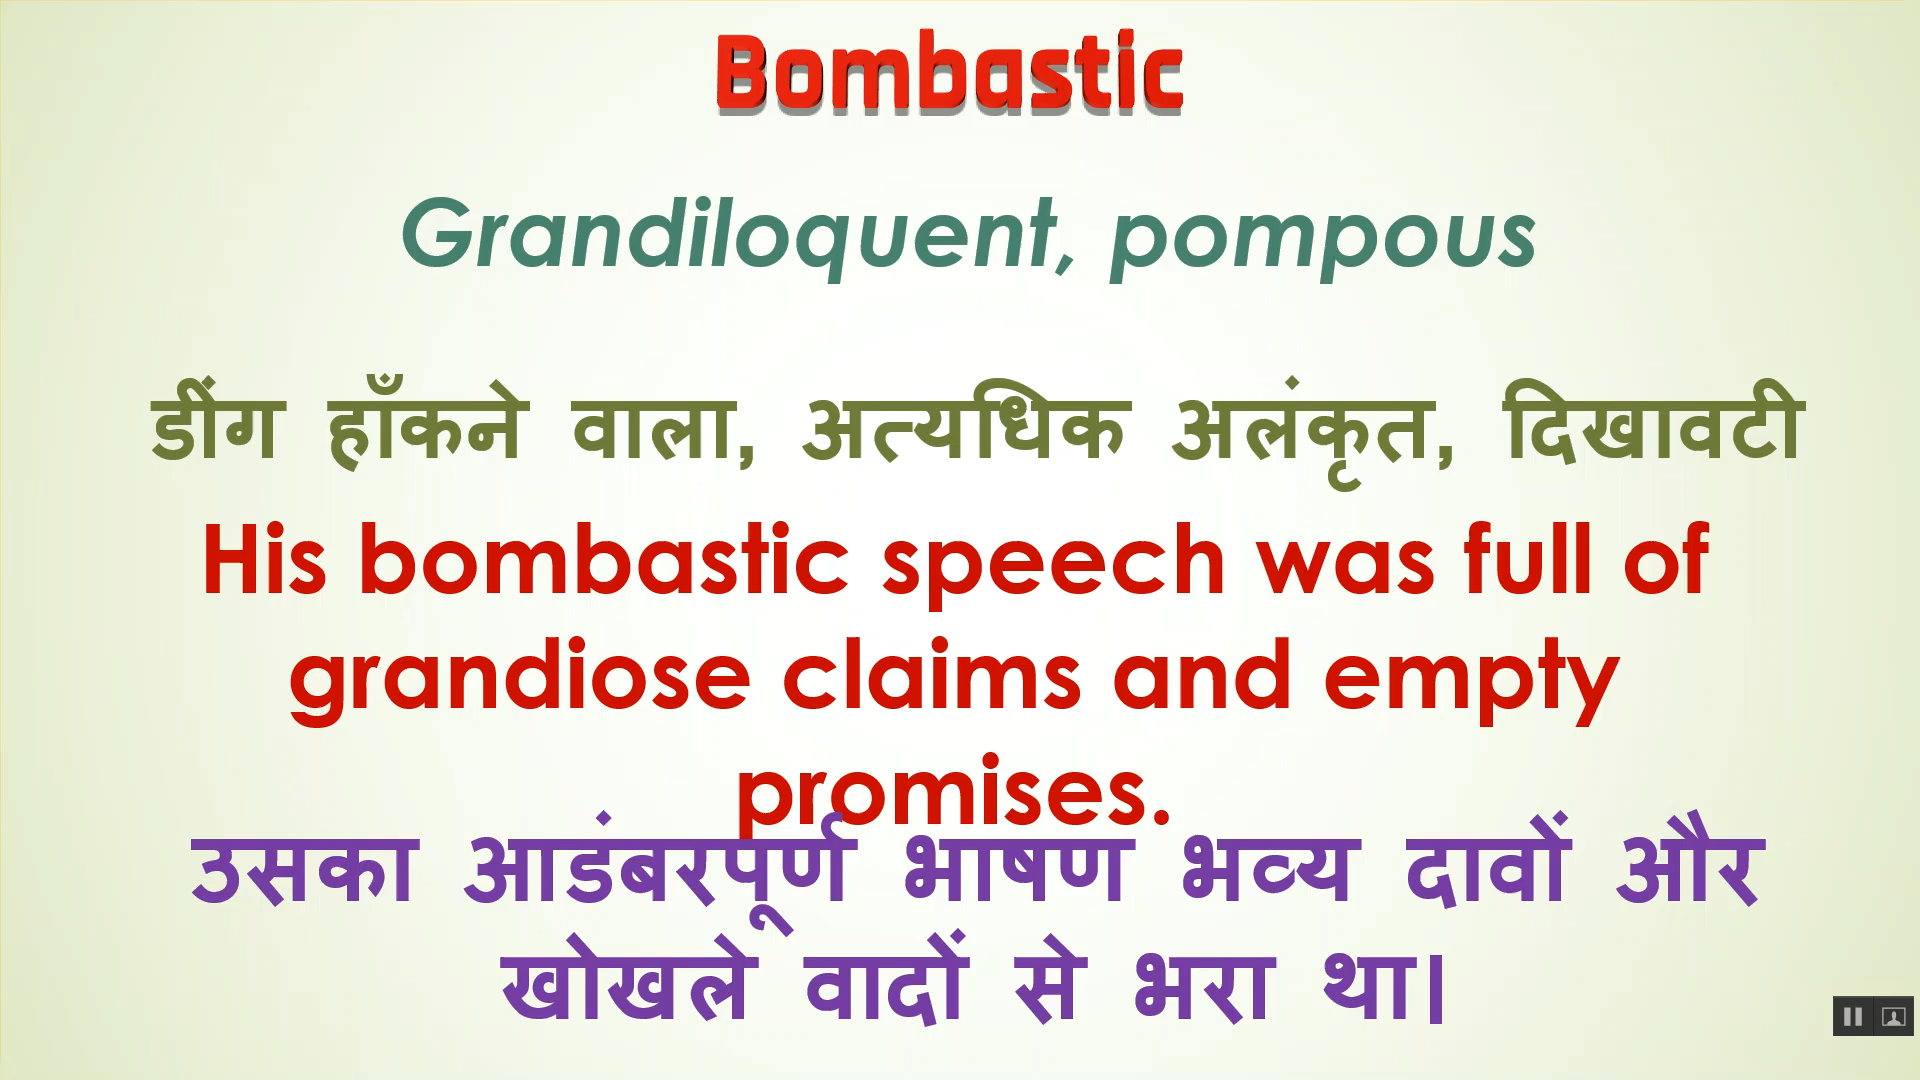 Bombastic
Grandiloquent, pompous
डींग हाँकने वाला, अत्यधिक अलंकृत, दिखावटी
His bombastic speech was full of
grandiose claims and empty
promises.
उसका आडंबरपूर्ण भाषण भव्य दावों और
खोखले वादों से भरा था।